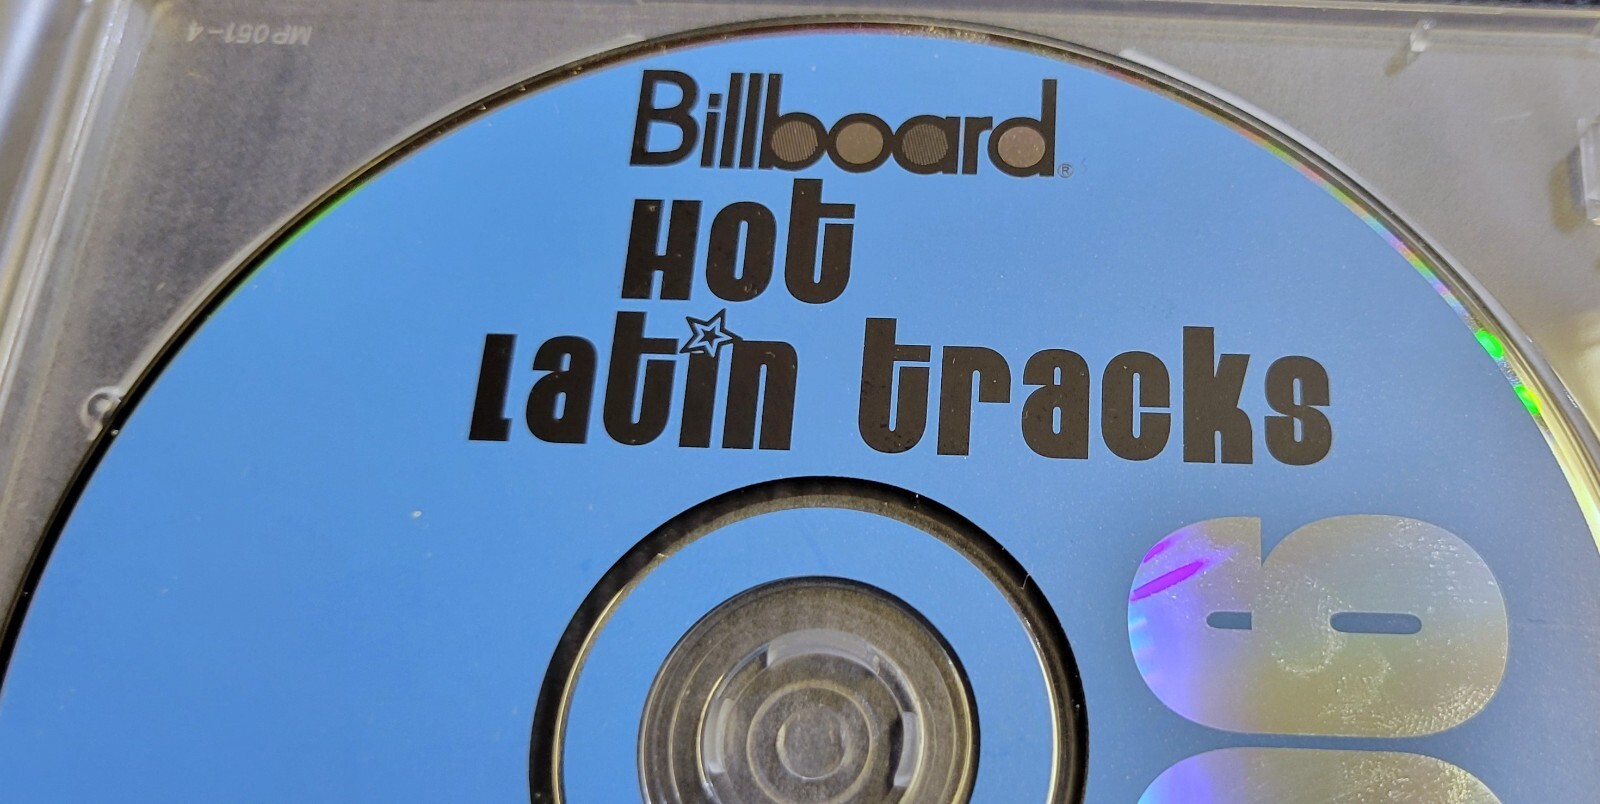 MP 051-4
Billboard®
Hot
Latin tracks